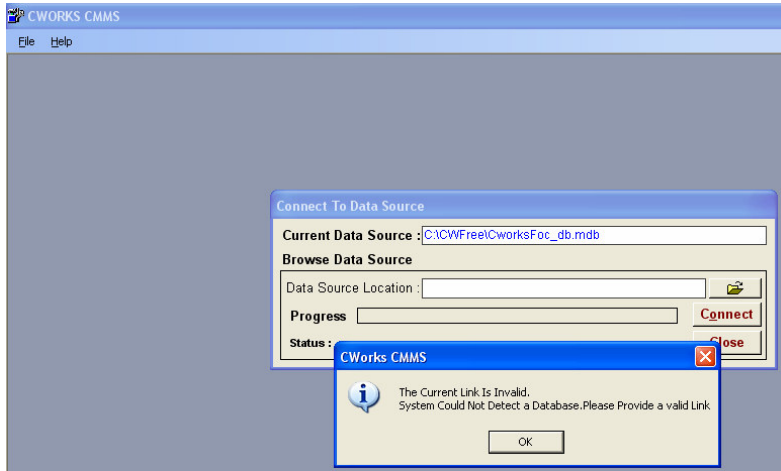 CWORKS CMMS
File Help
Connect To Data Source
Current Data Source : C:\CWFree\CworksFoc_db.mdb
Browse Data Source
Data Source Location :
Progress
Connect
Status :
Close
CWorks CMMS
The Current Link Is Invalid.
System Could Not Detect a Database.Please Provide a valid Link
OK